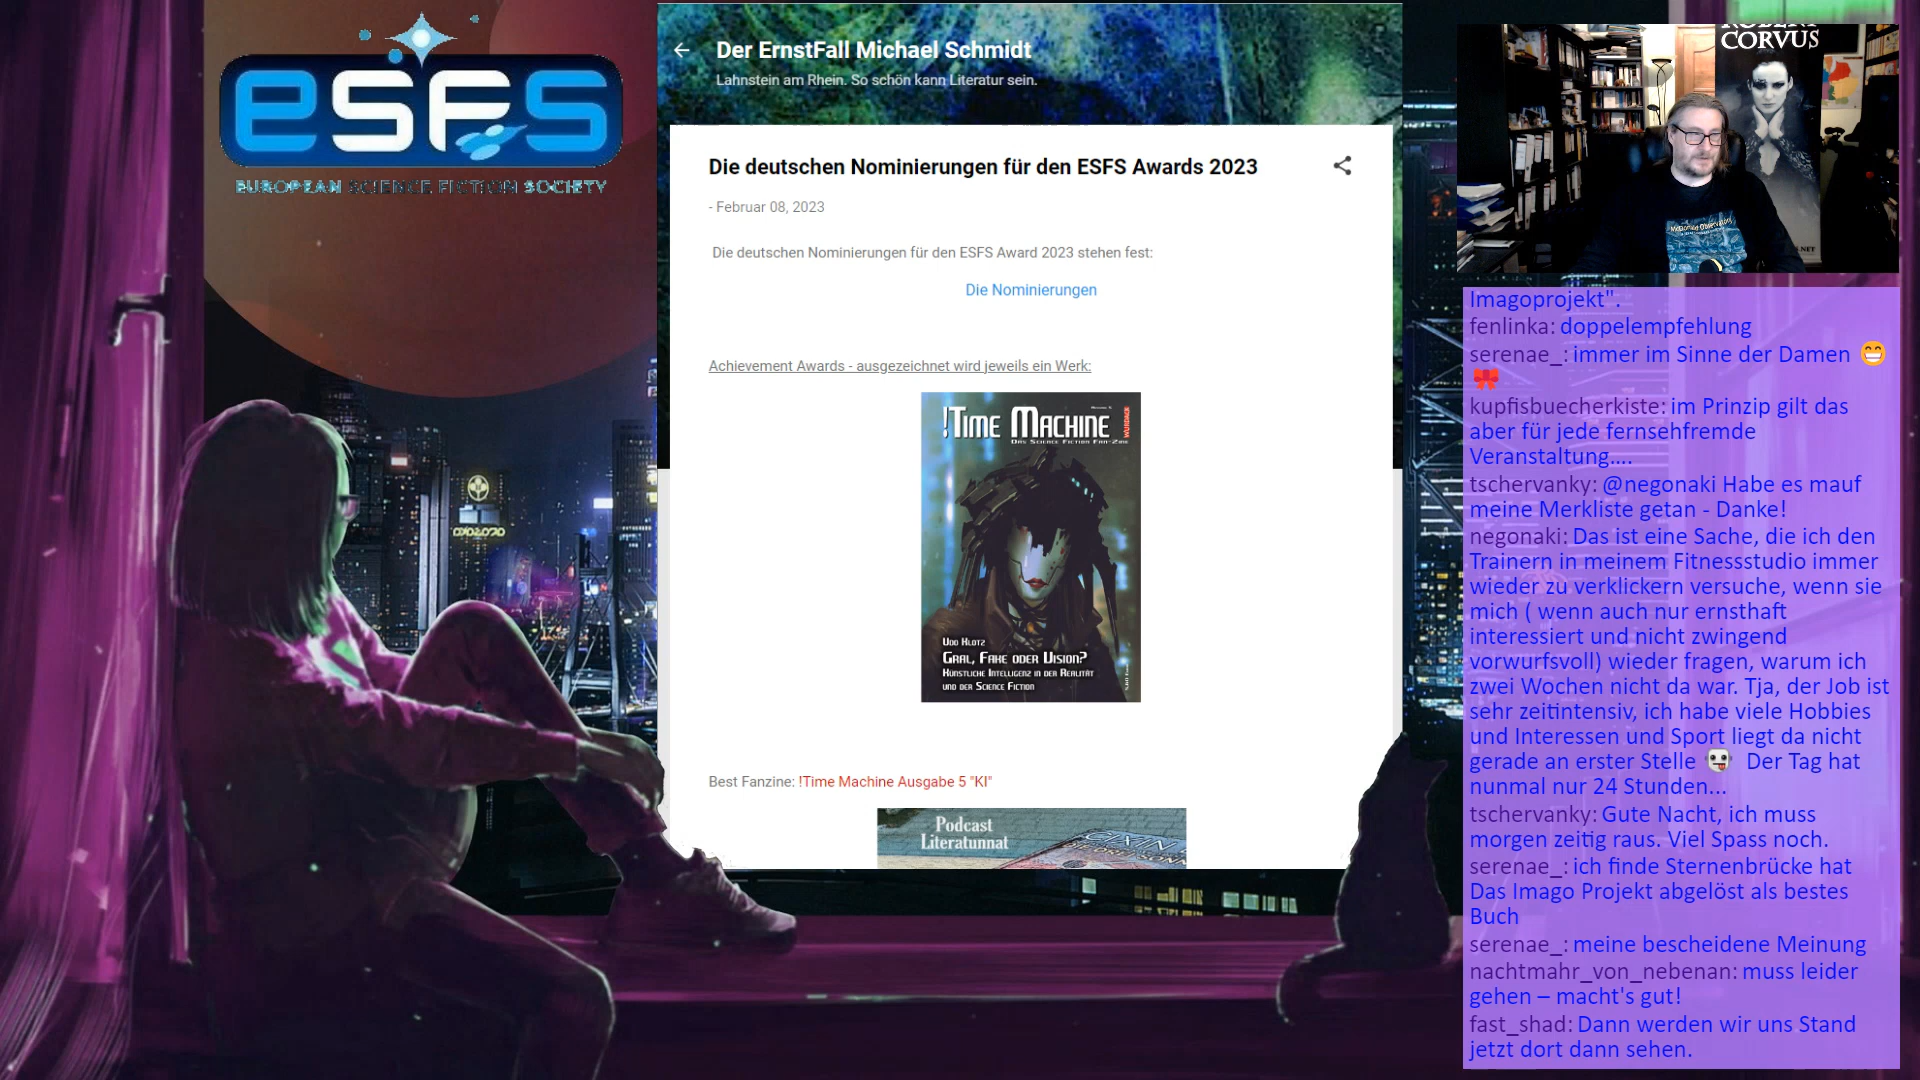 eSFS
EUROPEAN SCIENCE FICTION SOCIETY
Der ErnstFall Michael Schmidt
Lahnstein am Rhein. So schön kann Literatur sein.
Die deutschen Nominierungen für den ESFS Awards 2023
- Februar 08, 2023
Die deutschen Nominierungen für den ESFS Award 2023 stehen fest:
Die Nominierungen
Achievement Awards - ausgezeichnet wird jeweils ein Werk:
!Time Machine
Das Science Fiction Fan-Zine
WURDACK
Udo Klotz
Gral, Fake oder Vision?
Künstliche Intelligenz in der Realität
und der Science Fiction
Best Fanzine: !Time Machine Ausgabe 5 "KI"
Podcast
Literatunnat
CIXIN
ROBERT
CORVUS
McDonald Observatory
Imagoprojekt".
fenlinka: doppelempfehlung
serenae_: immer im Sinne der Damen 😁
🎀
kupfisbuecherkiste: im Prinzip gilt das
aber für jede fernsehfremde
Veranstaltung....
tschervanky: @negonaki Habe es mauf
meine Merkliste getan - Danke!
negonaki: Das ist eine Sache, die ich den
Trainern in meinem Fitnessstudio immer
wieder zu verklickern versuche, wenn sie
mich ( wenn auch nur ernsthaft
interessiert und nicht zwingend
vorwurfsvoll) wieder fragen, warum ich
zwei Wochen nicht da war. Tja, der Job ist
sehr zeitintensiv, ich habe viele Hobbies
und Interessen und Sport liegt da nicht
gerade an erster Stelle 👻 Der Tag hat
nunmal nur 24 Stunden...
tschervanky: Gute Nacht, ich muss
morgen zeitig raus. Viel Spass noch.
serenae_: ich finde Sternenbrücke hat
Das Imago Projekt abgelöst als bestes
Buch
serenae_: meine bescheidene Meinung
nachtmahr_von_nebenan: muss leider
gehen – macht's gut!
fast_shad: Dann werden wir uns Stand
jetzt dort dann sehen.